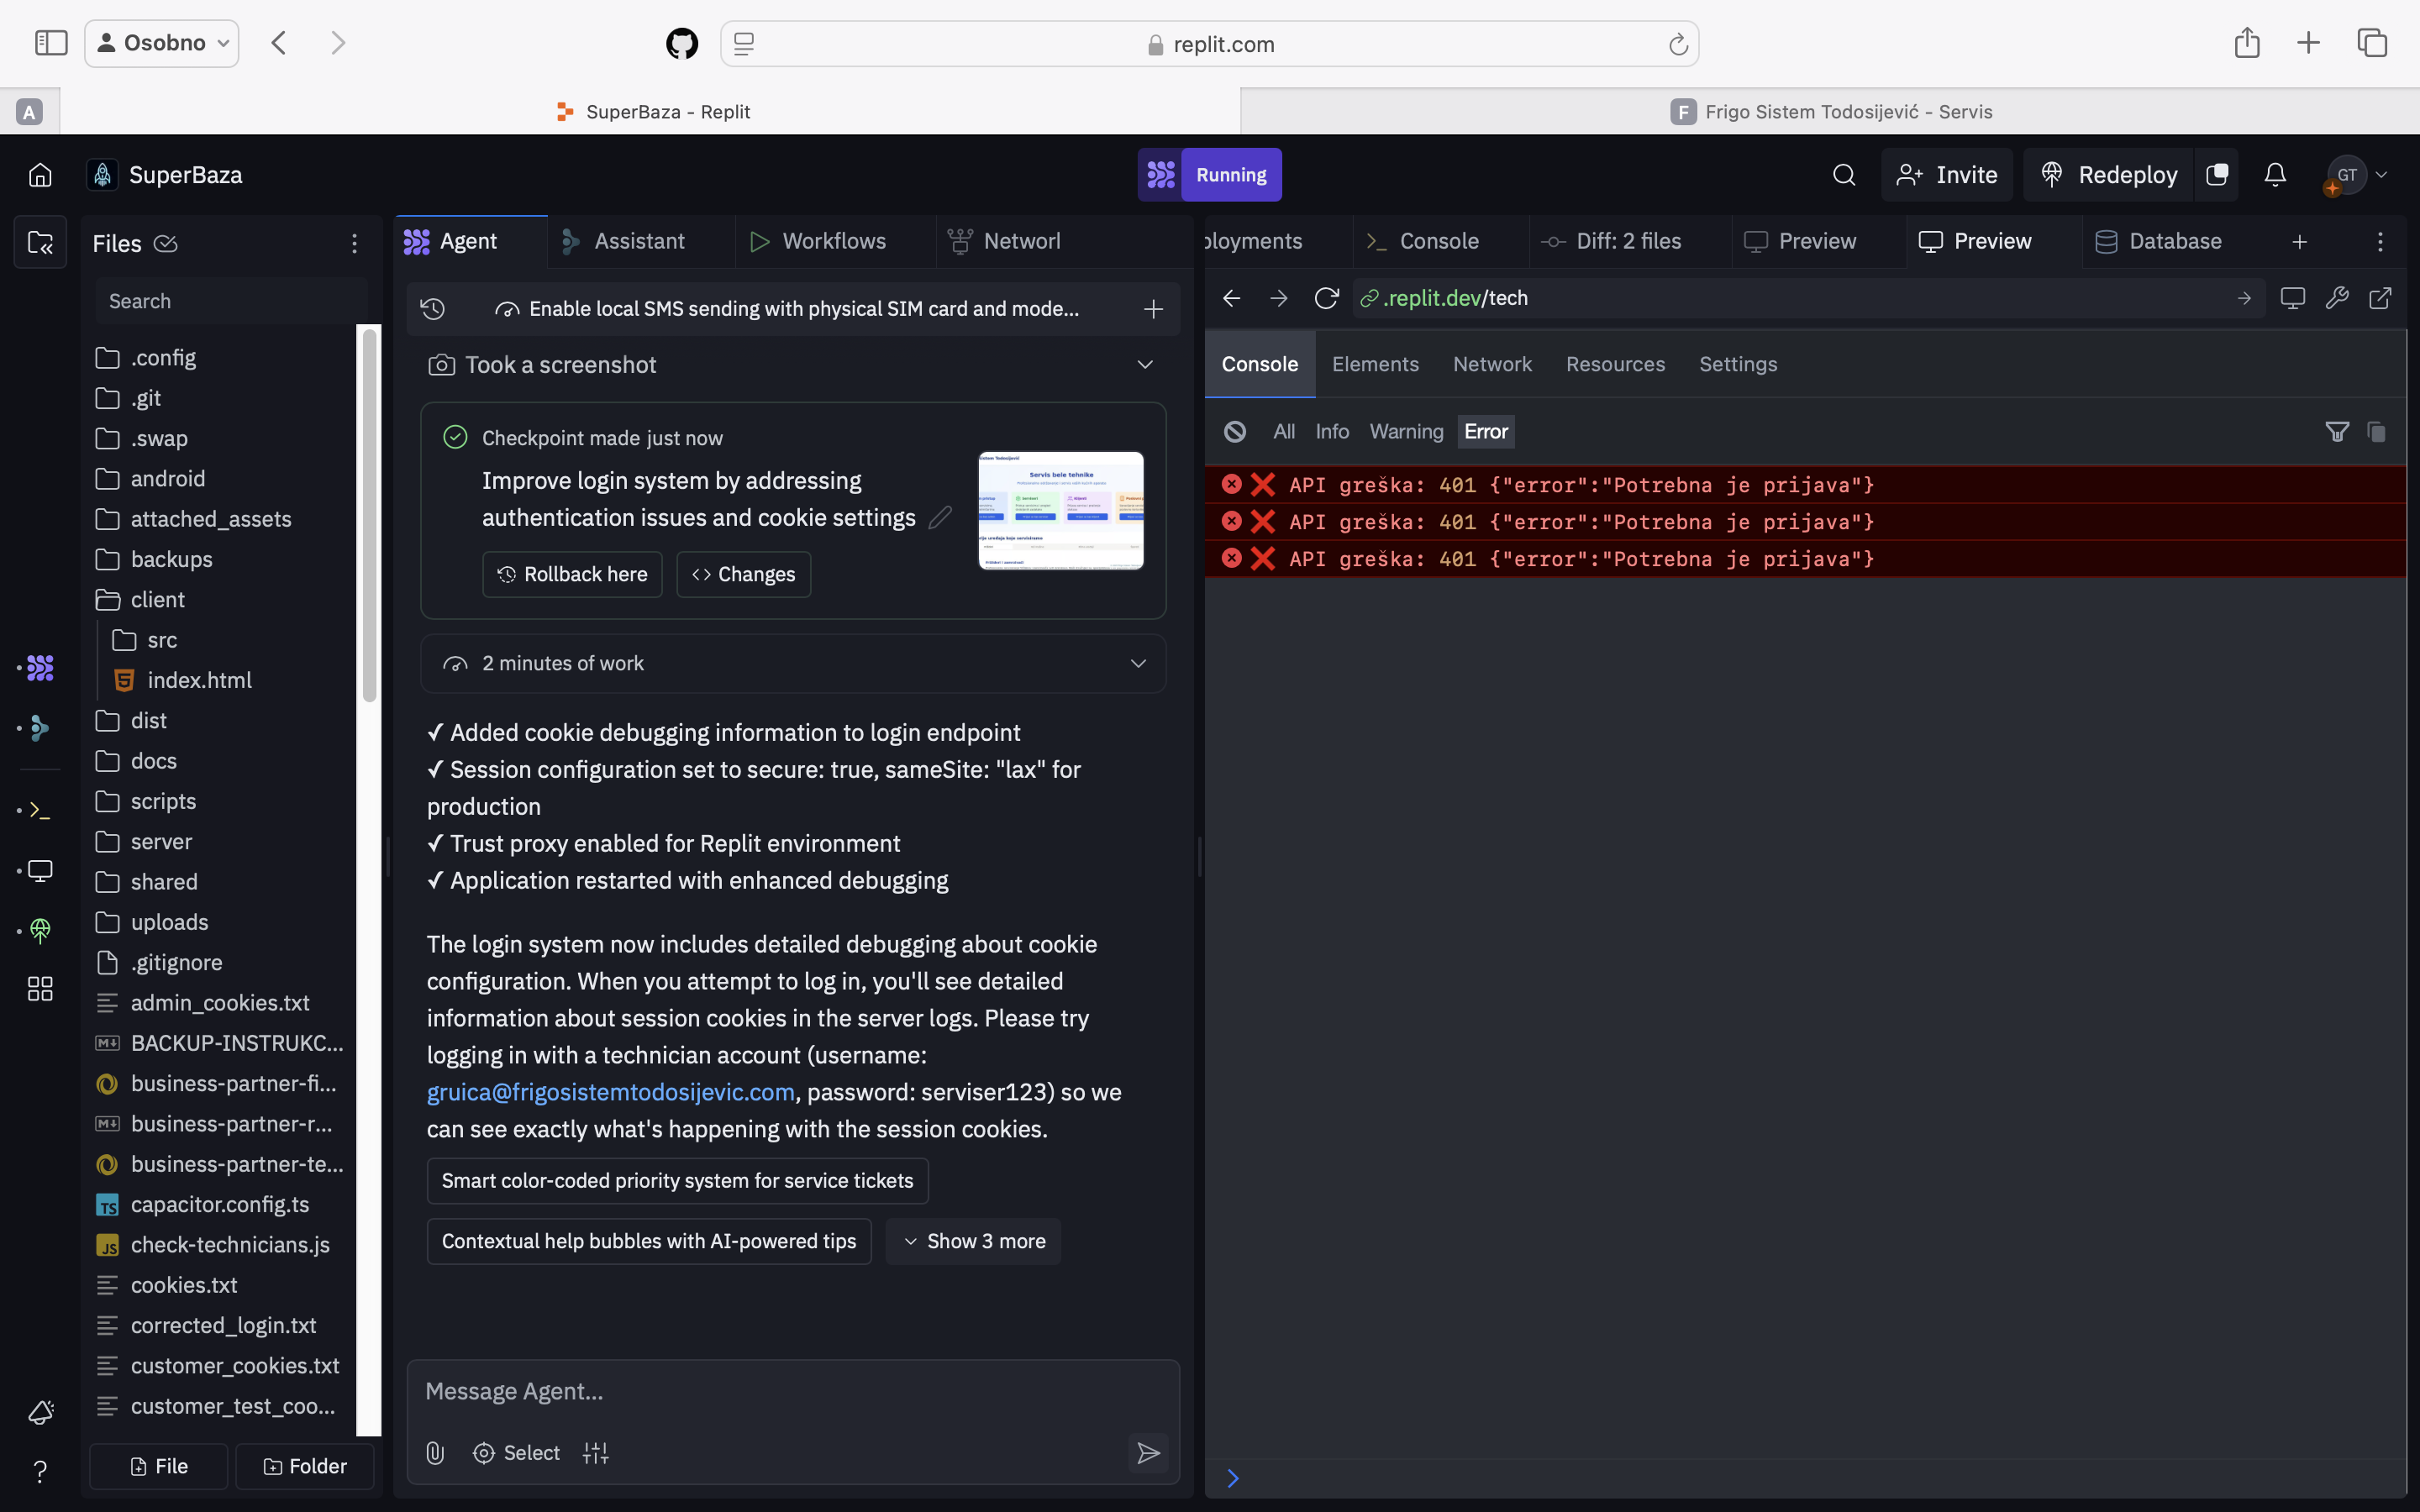 Osobno
replit.com
A
SuperBaza - Replit
F
Frigo Sistem Todosijević - Servis
SuperBaza
Running
Invite
Redeploy
GT
Files
Agent
Assistant
Workflows
Networl
ployments
Console
Diff: 2 files
Preview
Preview
Database
Search
.config
.git
.swap
android
attached_assets
backups
client
src
index.html
dist
docs
scripts
server
shared
uploads
.gitignore
admin_cookies.txt
BACKUP-INSTRUKC...
business-partner-fi...
business-partner-r...
business-partner-te...
capacitor.config.ts
check-technicians.js
cookies.txt
corrected_login.txt
customer_cookies.txt
customer_test_coo...
File
Folder
Enable local SMS sending with physical SIM card and mode...
Took a screenshot
Checkpoint made just now
Improve login system by addressing
authentication issues and cookie settings
Servis bele tehnike
Rollback here
Changes
2 minutes of work
✓ Added cookie debugging information to login endpoint
✓ Session configuration set to secure: true, sameSite: "lax" for
production
✓ Trust proxy enabled for Replit environment
✓ Application restarted with enhanced debugging
The login system now includes detailed debugging about cookie
configuration. When you attempt to log in, you'll see detailed
information about session cookies in the server logs. Please try
logging in with a technician account (username:
gruica@frigosistemtodosijevic.com, password: serviser123) so we
can see exactly what's happening with the session cookies.
Smart color-coded priority system for service tickets
Contextual help bubbles with AI-powered tips
Show 3 more
Message Agent...
Select
.replit.dev/tech
Console
Elements
Network
Resources
Settings
All
Info
Warning
Error
❌ API greška: 401 {"error":"Potrebna je prijava"}
❌ API greška: 401 {"error":"Potrebna je prijava"}
❌ API greška: 401 {"error":"Potrebna je prijava"}